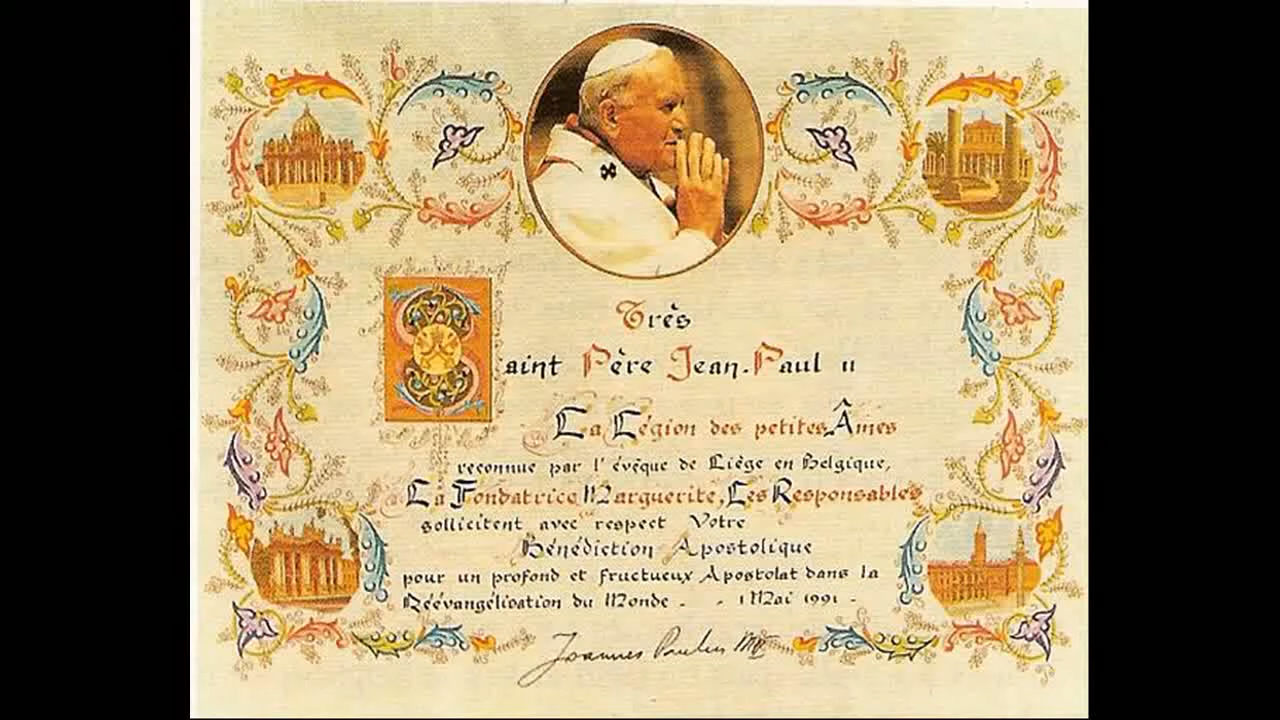 Très
Saint Père Jean-Paul II
La Légion des petites Âmes
reconnue par l'évêque de Liège en Belgique,
La Fondatrice Marguerite, Les Responsables
sollicitent avec respect Votre
Bénédiction Apostolique
pour un profond et fructueux Apostolat dans la
Réévangélisation du Monde - - 1 Mai 1991 -
Joannes Paulus